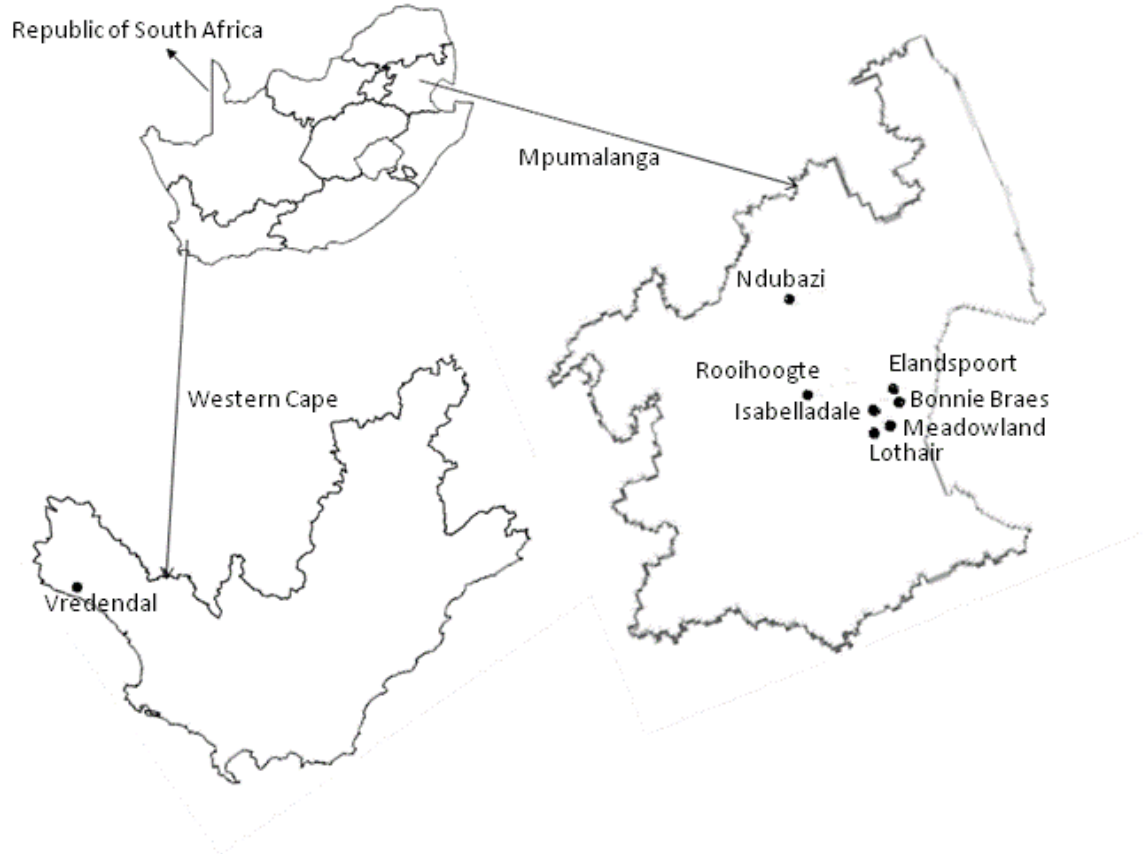 Republic of South Africa
Mpumalanga
Ndubazi
Rooihoogte
Elandspoort
Isabelladale
Bonnie Braes
Meadowland
Lothair
Western Cape
Vredendal